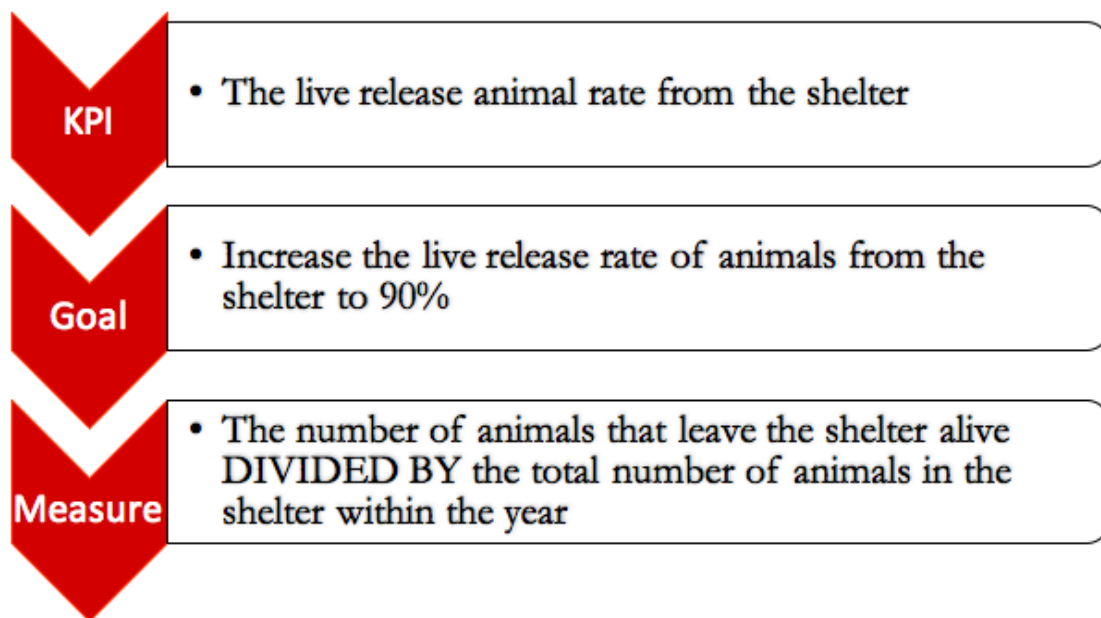 KPI
• The live release animal rate from the shelter
Goal
• Increase the live release rate of animals from the
shelter to 90%
Measure
• The number of animals that leave the shelter alive
DIVIDED BY the total number of animals in the
shelter within the year